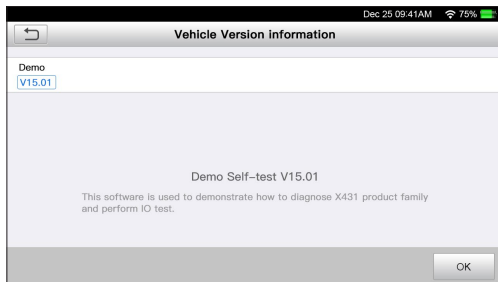 Dec 25 09:41AM 75%
Vehicle Version information
Demo
V15.01
Demo Self-test V15.01
This software is used to demonstrate how to diagnose X431 product family
and perform IO test.
OK